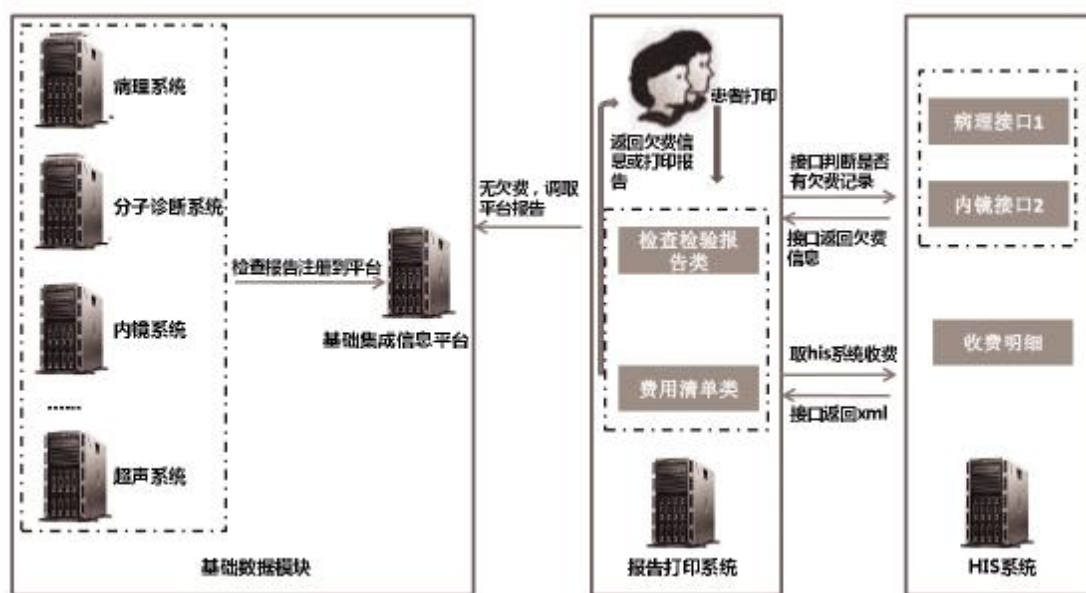 病理系统
分子诊断系统
内镜系统
......
超声系统
检查报告注册到平台
基础集成信息平台
基础数据模块
无欠费，调取
平台报告
患者打印
返回欠费信
息或打印报
告
检查检验报
告类
费用清单类
报告打印系统
接口判断是否
有欠费记录
接口返回欠费
信息
取his系统收费
接口返回xml
病理接口1
内镜接口2
收费明细
HIS系统